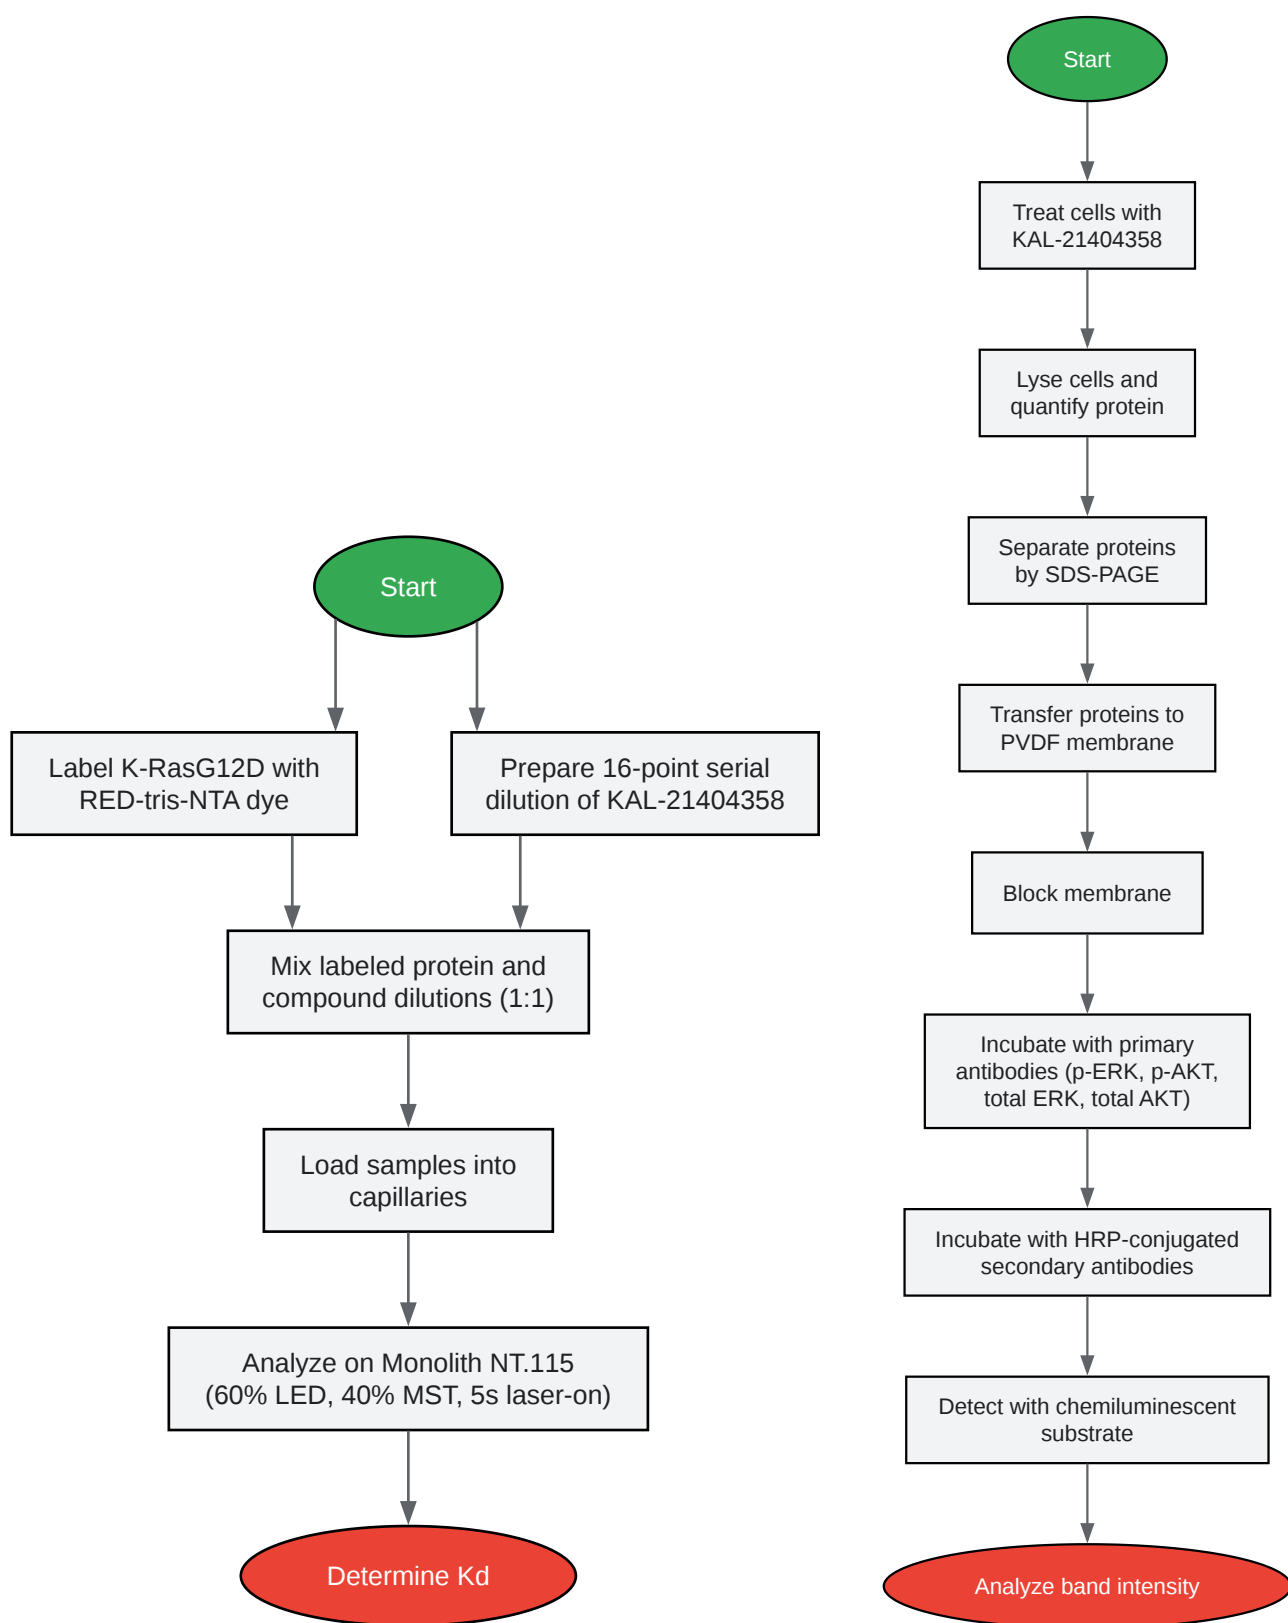 Start
Label K-RasG12D with
RED-tris-NTA dye
Prepare 16-point serial
dilution of KAL-21404358
Mix labeled protein and
compound dilutions (1:1)
Load samples into
capillaries
Analyze on Monolith NT.115
(60% LED, 40% MST, 5s laser-on)
Determine Kd
Start
Treat cells with
KAL-21404358
Lyse cells and
quantify protein
Separate proteins
by SDS-PAGE
Transfer proteins to
PVDF membrane
Block membrane
Incubate with primary
antibodies (p-ERK, p-AKT,
total ERK, total AKT)
Incubate with HRP-conjugated
secondary antibodies
Detect with chemiluminescent
substrate
Analyze band intensity